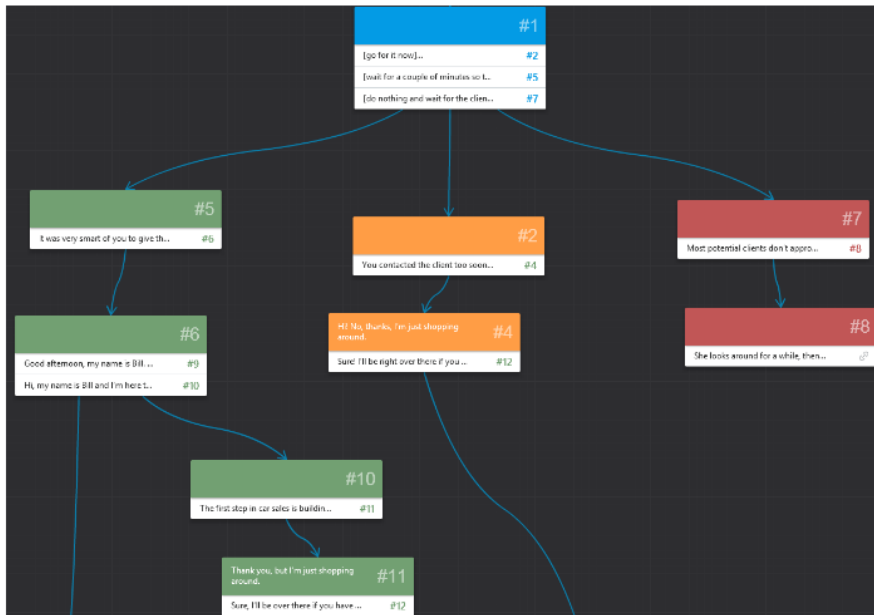 #1
[go for it now]... #2
[wait for a couple of minutes so t... #5
[do nothing and wait for the clien... #7
#5
It was very smart of you to give th... #6
#2
You contacted the client too soon... #4
#7
Most potential clients don't appro... #8
#6
Good afternoon, my name is Bill. ... #9
Hi, my name is Bill and I'm here t... #10
#4
Hi! No, thanks, I'm just shopping
around.
Sure! I'll be right over there if you ... #12
#8
She looks around for a while, then...
#10
The first step in car sales is buildin... #11
#11
Thank you, but I'm just shopping
around.
Sure, I'll be over there if you have ... #12